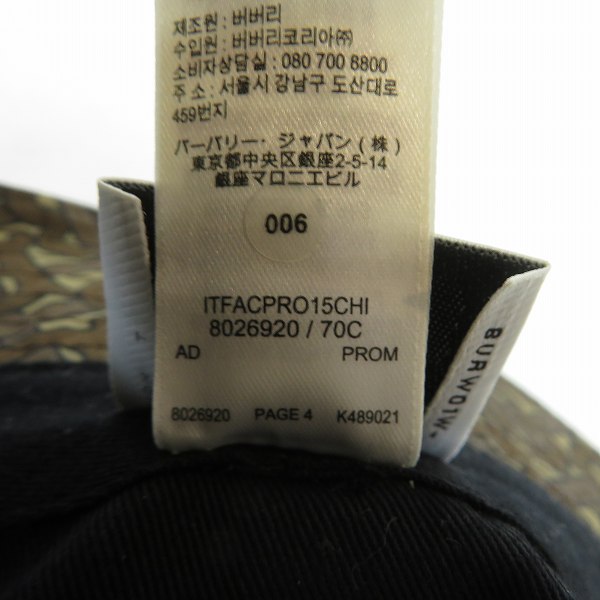 제조원 : 버버리
수입원 : 버버리코리아㈜
소비자상담실 : 080 700 8800
주 소 : 서울시 강남구 도산대로
459번지
バーバリー・ ジャパン ( 株 )
東京都中央区銀座2-5-14
銀座マロニエビル
006
ITFACPRO15CHI
8026920 / 70C
AD PROM
8026920 PAGE 4 K489021
BURW01W.